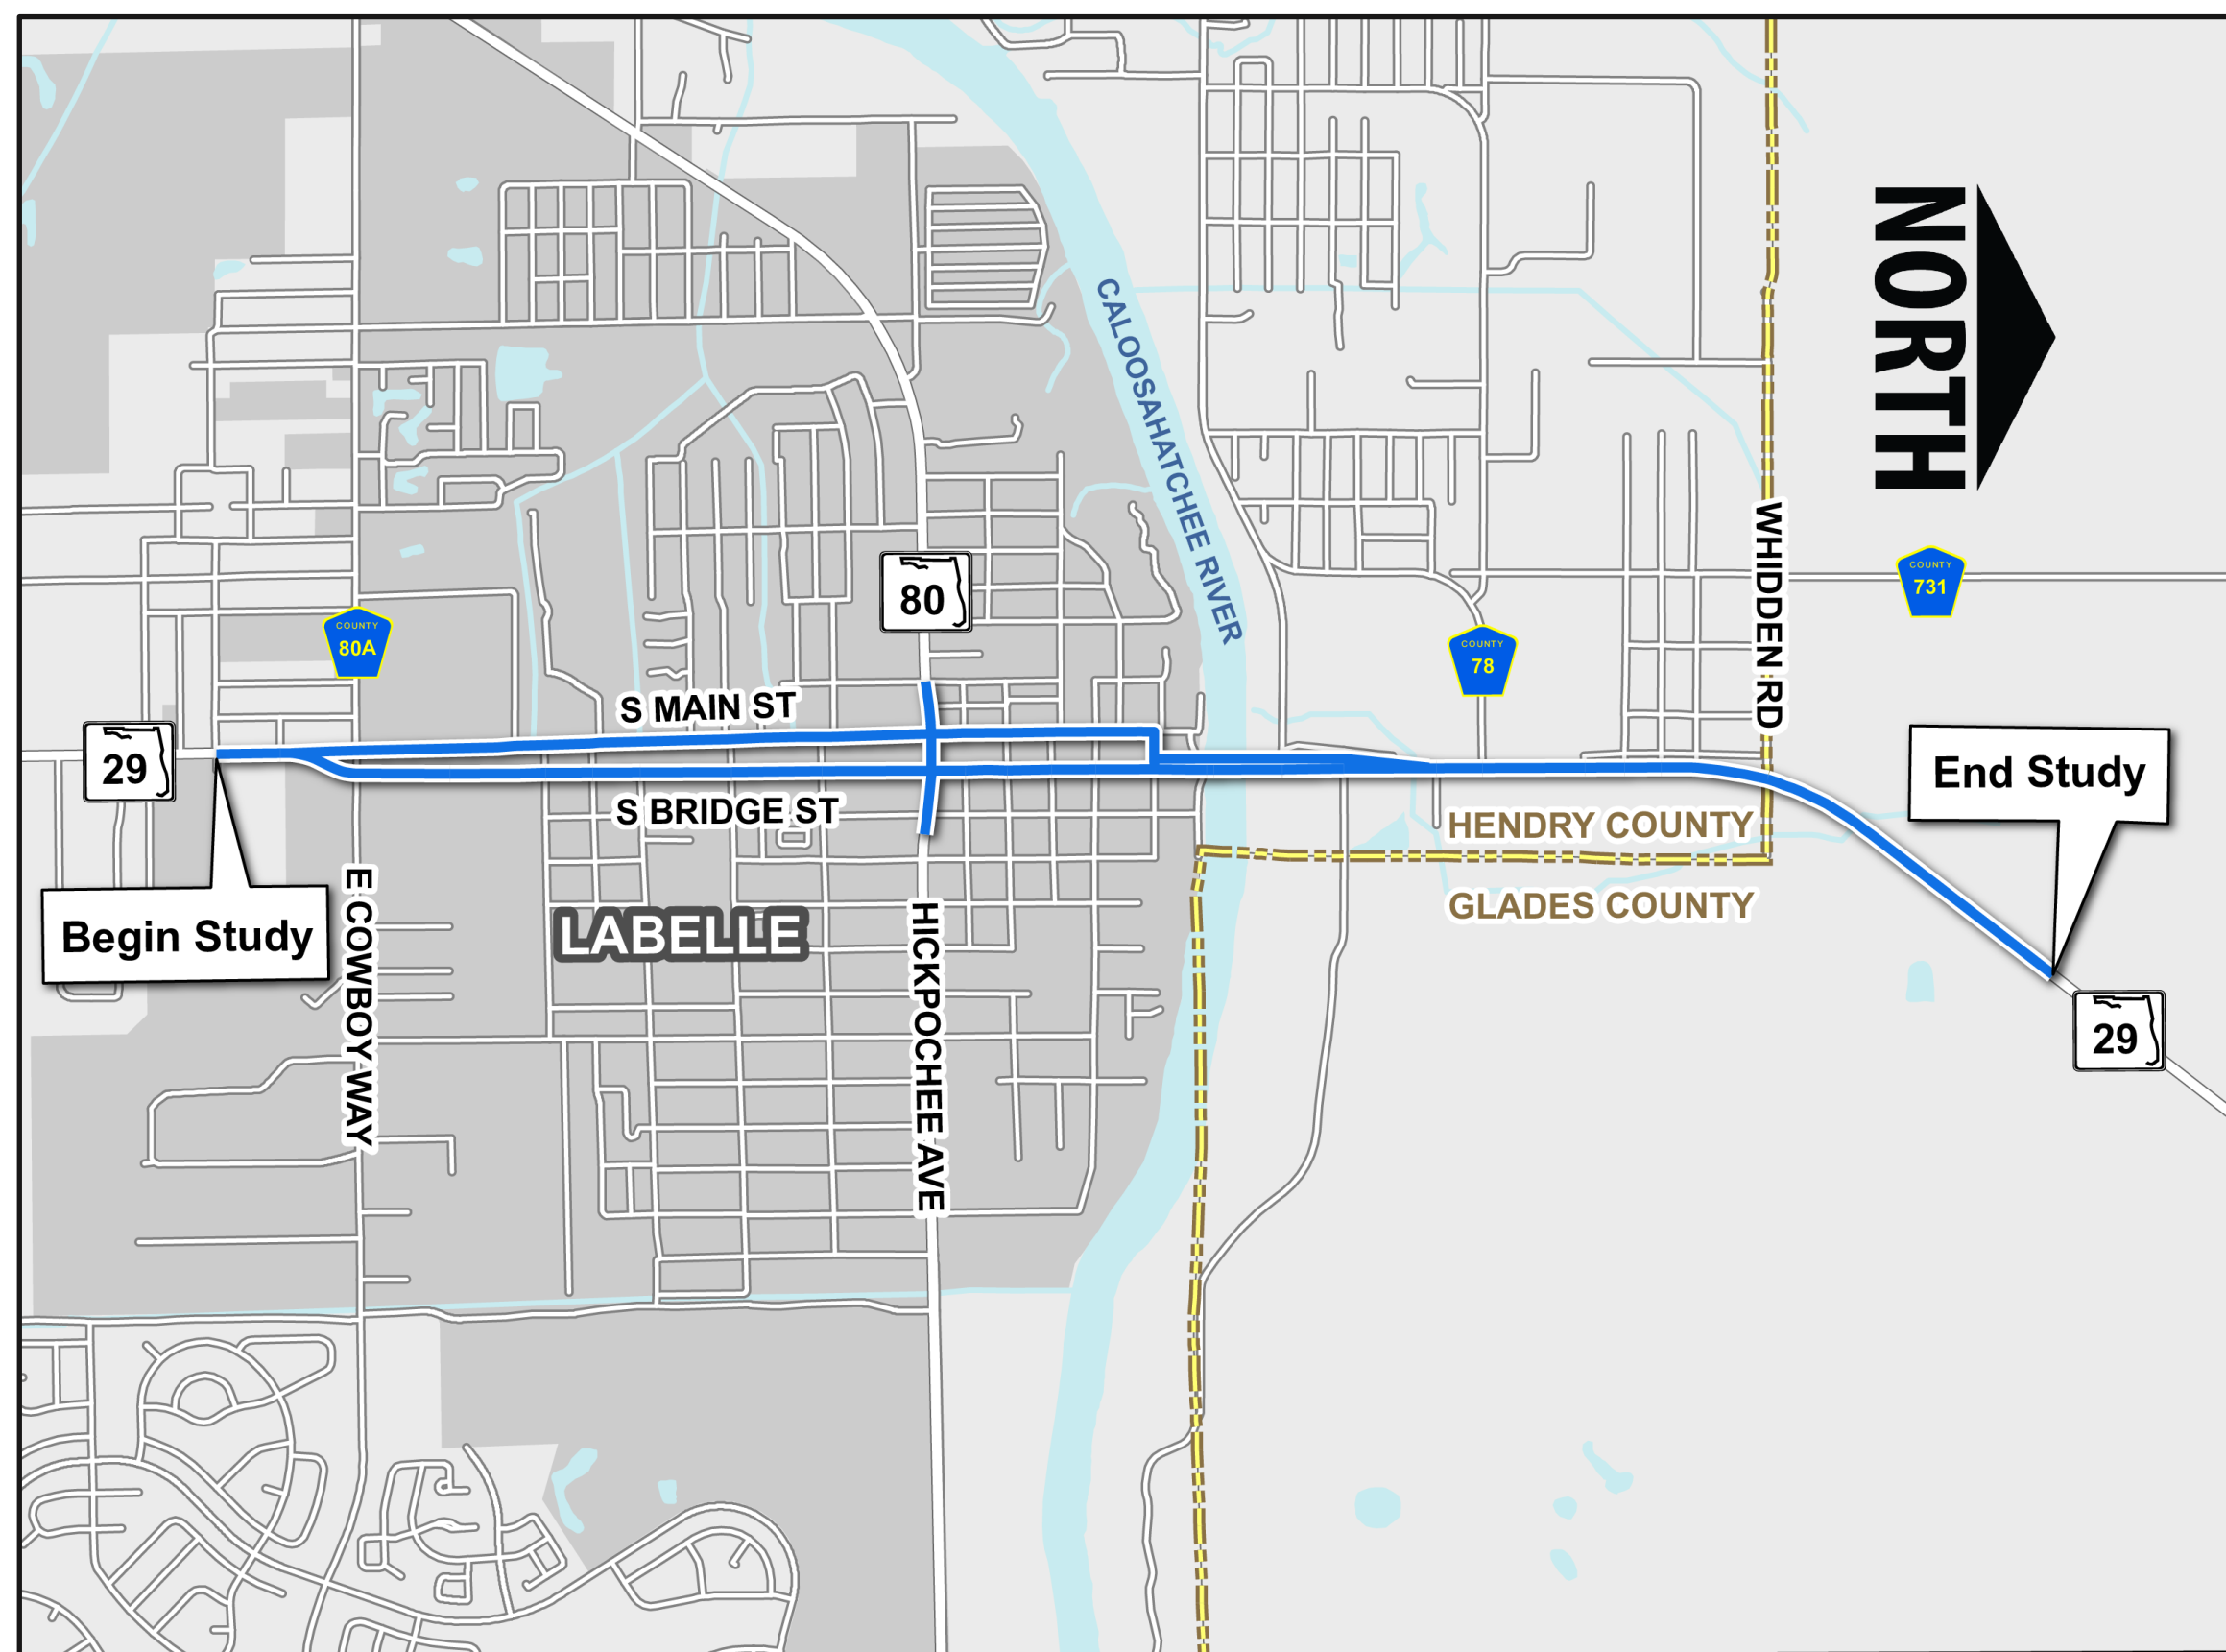 NORTH
CALOOSAHATCHEE RIVER
WHIDDEN RD
COUNTY
731
80
COUNTY
80A
COUNTY
78
S MAIN ST
29
End Study
S BRIDGE ST
HENDRY COUNTY
GLADES COUNTY
Begin Study
E COWBOY WAY
LABELLE
HICKPOCHEE AVE
29